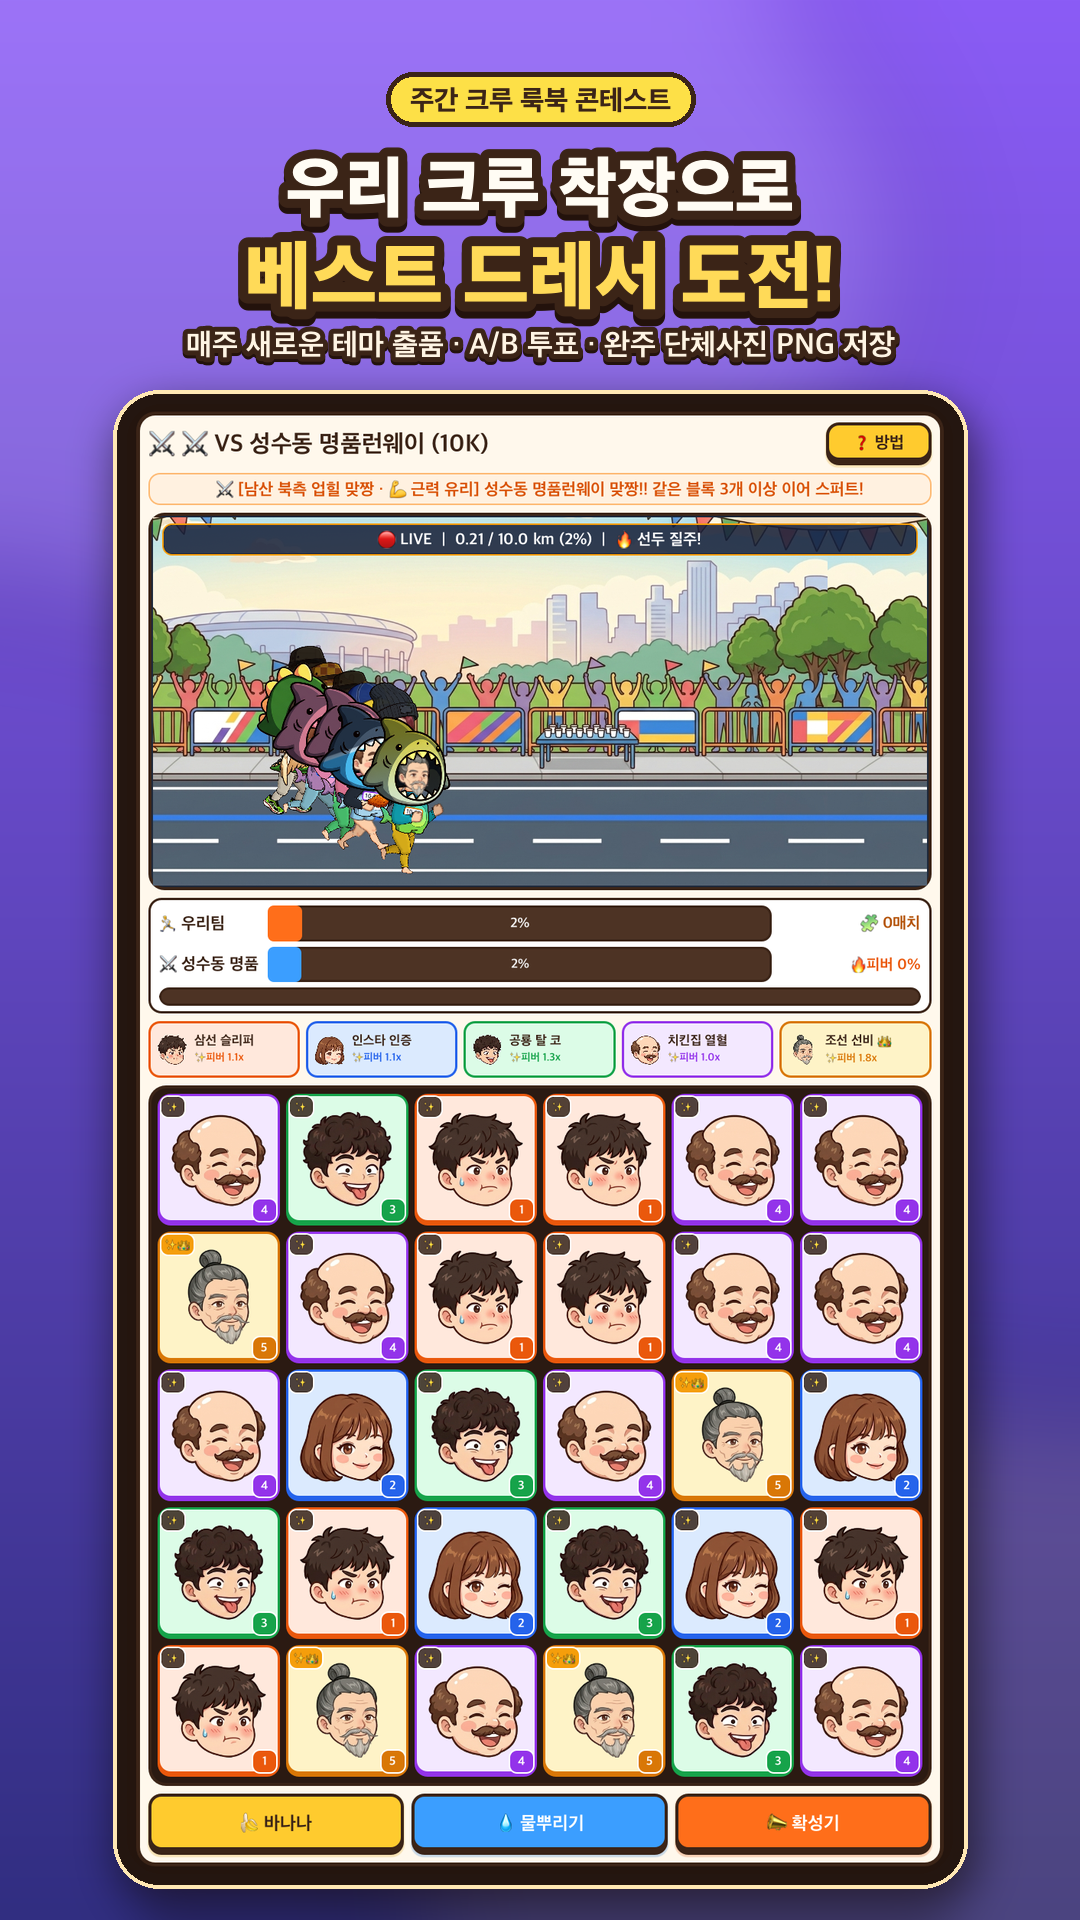 주간 크루 룩북 콘테스트
우리 크루 착장으로
베스트 드레서 도전!
매주 새로운 테마 출품 · A/B 투표 · 완주 단체사진 PNG 저장
⚔️ ⚔️ VS 성수동 명품런웨이 (10K)
❓ 방법
⚔️ [남산 북측 업힐 맞짱 · 💪 근력 유리] 성수동 명품런웨이 맞짱!! 같은 블록 3개 이상 이어 스퍼트!
🔴 LIVE | 0.21 / 10.0 km (2%) | 🔥 선두 질주!
🏃 우리팀 2% 🧩 0매치
⚔️ 성수동 명품 2% 🔥피버 0%
삼선 슬리퍼 인스타 인증 공룡 탈 코 치킨집 열혈 조선 선비 👑
✨피버 1.1x ✨피버 1.1x ✨피버 1.3x ✨피버 1.0x ✨피버 1.8x
4 3 1 1 4 4
5 4 1 1 4 4
4 2 3 4 5 2
3 1 2 3 2 1
1 5 4 5 3 4
🍌 바나나 💧 물뿌리기 📣 확성기